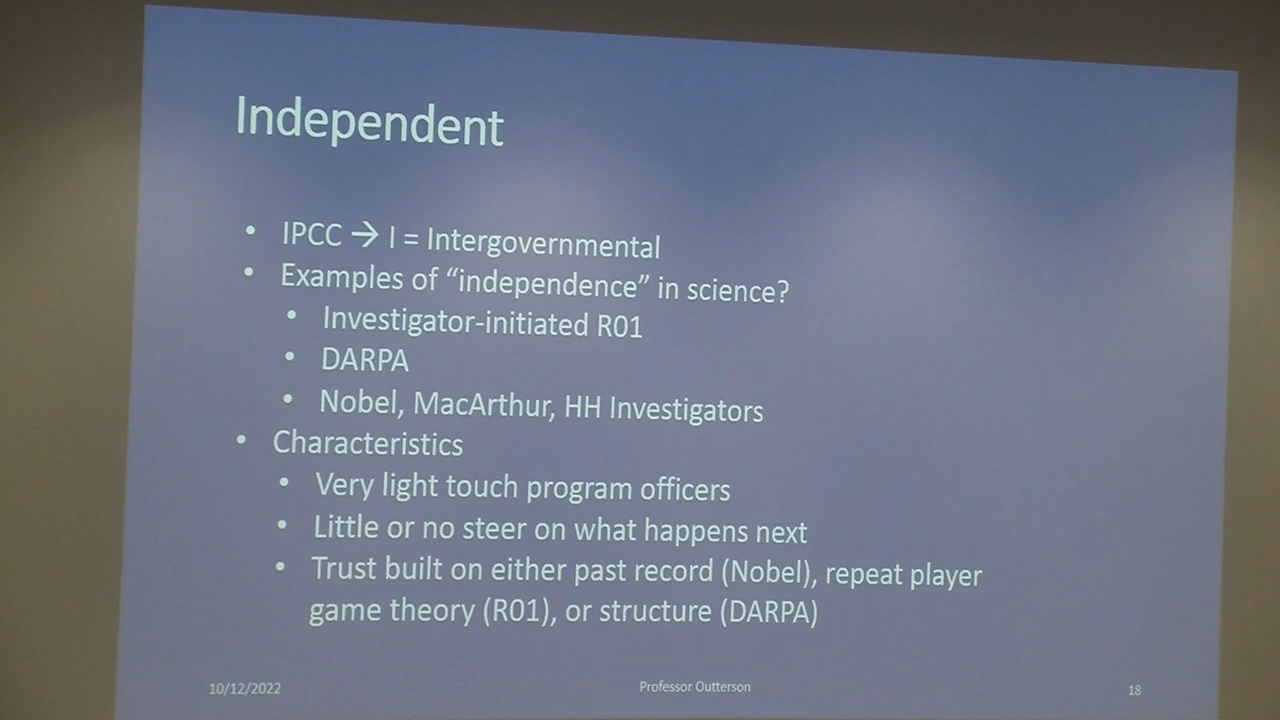 Independent
• IPCC → I = Intergovernmental
• Examples of “independence” in science?
• Investigator-initiated R01
• DARPA
• Nobel, MacArthur, HH Investigators
• Characteristics
• Very light touch program officers
• Little or no steer on what happens next
• Trust built on either past record (Nobel), repeat player
game theory (R01), or structure (DARPA)
10/12/2022 Professor Outterson 18